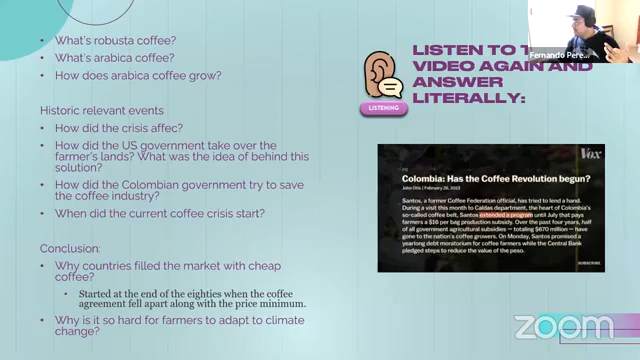 • What's robusta coffee?
• What's arabica coffee?
• How does arabica coffee grow?
Historic relevant events
• How did the crisis affec?
• How did the US government take over the
farmer's lands? What was the idea of behind this
solution?
• How did the Colombian government try to save
the coffee industry?
• When did the current coffee crisis start?
Conclusion:
• Why countries filled the market with cheap
coffee?
• Started at the end of the eighties when the coffee
agreement fell apart along with the price minimum.
• Why is it so hard for farmers to adapt to climate
change?
LISTENING
LISTEN TO T
VIDEO AGAIN AND
ANSWER
LITERALLY:
Fernando Pere...
Vox
Colombia: Has the Coffee Revolution begun?
John Otis | February 28, 2013
Santos, a former Coffee Federation official, has tried to lend a hand.
During a visit this month to Caldas department, the heart of Colombia's
so-called coffee belt, Santos extended a program until July that pays
farmers a $16 per bag production subsidy. Over the past four years, half
of all government agricultural subsidies — totaling $670 million — have
gone to the nation's coffee growers. On Monday, Santos promised a
yearlong debt moratorium for coffee farmers while the Central Bank
pledged steps to reduce the value of the peso.
SUBSCRIBE
zoom